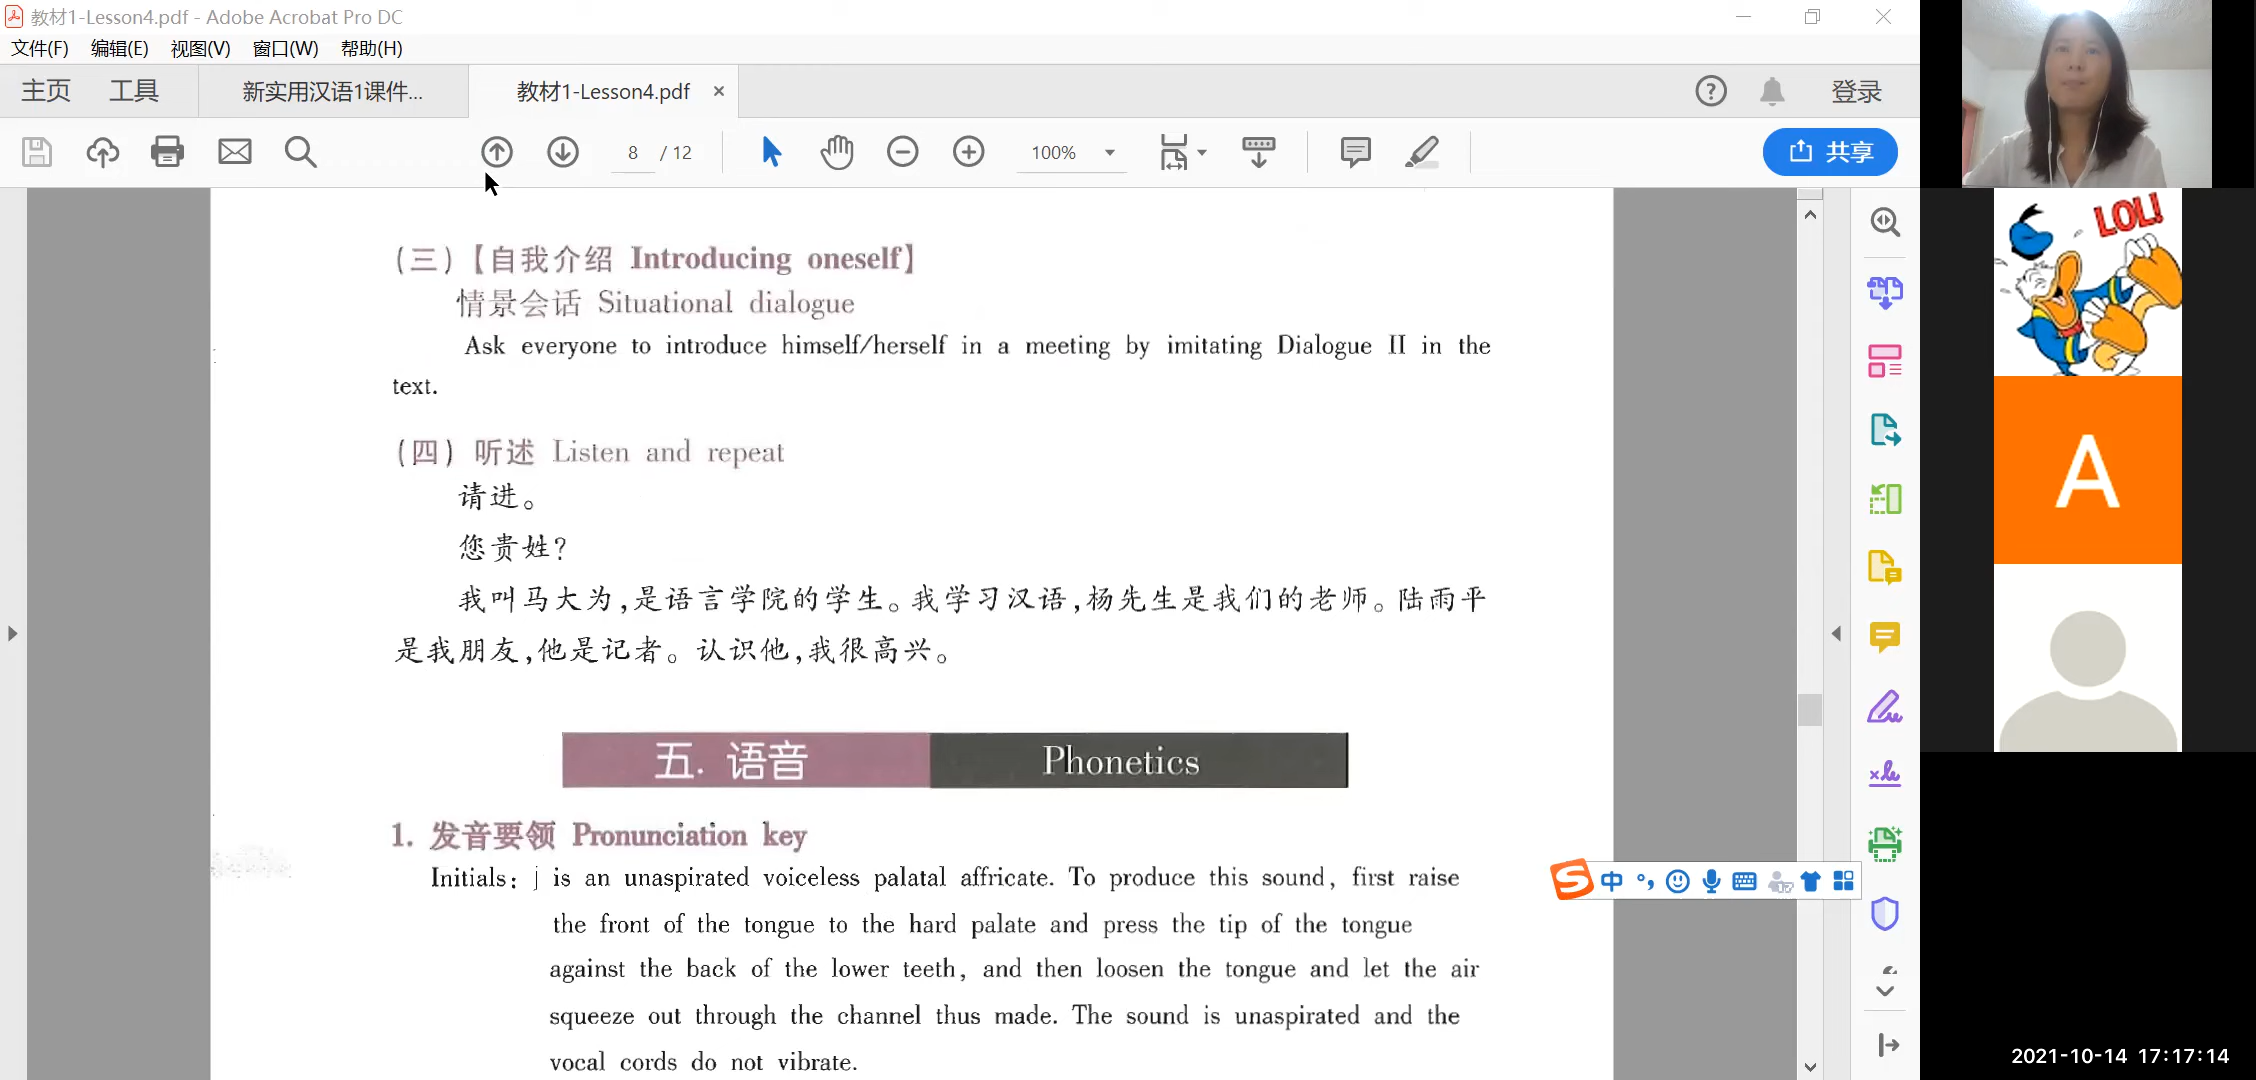 教材1-Lesson4.pdf - Adobe Acrobat Pro DC
文件(F) 编辑(E) 视图(V) 窗口(W) 帮助(H)
主页 工具 新实用汉语1课件... 教材1-Lesson4.pdf × 登录
8 / 12 100% 共享
LOL!
(三)【自我介绍 Introducing oneself】
情景会话 Situational dialogue
Ask everyone to introduce himself/herself in a meeting by imitating Dialogue II in the
text.
(四) 听述 Listen and repeat
请进。
您贵姓?
我叫马大为,是语言学院的学生。我学习汉语,杨先生是我们的老师。陆雨平
是我朋友,他是记者。认识他,我很高兴。
A
五. 语音 Phonetics
1. 发音要领 Pronunciation key
Initials: j is an unaspirated voiceless palatal affricate. To produce this sound, first raise
the front of the tongue to the hard palate and press the tip of the tongue
against the back of the lower teeth, and then loosen the tongue and let the air
squeeze out through the channel thus made. The sound is unaspirated and the
vocal cords do not vibrate.
中
2021-10-14 17:17:14